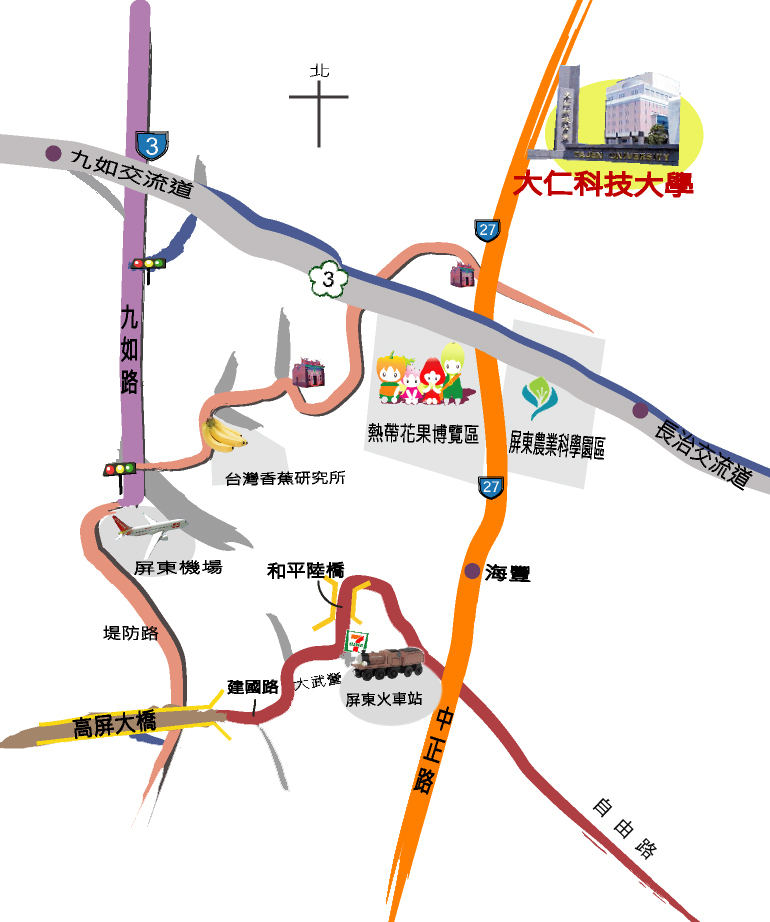 北
3
九如交流道
TAJEN UNIVERSITY
大仁科技大學
27
3
九如路
熱帶花果博覽區
屏東農業科學園區
長治交流道
台灣香蕉研究所
27
屏東機場
和平陸橋
海豐
堤防路
7
大武營
建國路
屏東火車站
高屏大橋
中正路
自由路